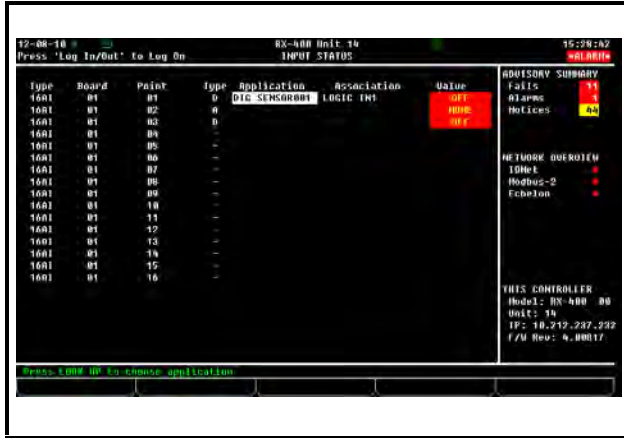 12-08-10 RX-400 Unit 14 15:28:42
Press 'Log In/Out' to Log On INPUT STATUS *ALARM*
ADVISORY SUMMARY
Fails 11
Alarms 1
Notices 44
Type Board Point Type Application Association Value
16AI 01 01 D DIG SENSOR001 LOGIC IN1 OFF
16AI 01 02 A NONE
16AI 01 03 D OFF
16AI 01 04 -
16AI 01 05 -
16AI 01 06 -
16AI 01 07 -
16AI 01 08 -
16AI 01 09 -
16AI 01 10 -
16AI 01 11 -
16AI 01 12 -
16AI 01 13 -
16AI 01 14 -
16AI 01 15 -
16AI 01 16 -
NETWORK OVERVIEW
IONet
Modbus-2
Echelon
THIS CONTROLLER
Model: RX-400 00
Unit: 14
IP: 10.212.237.232
F/W Rev: 4.00B17
Press LOOK UP to choose application